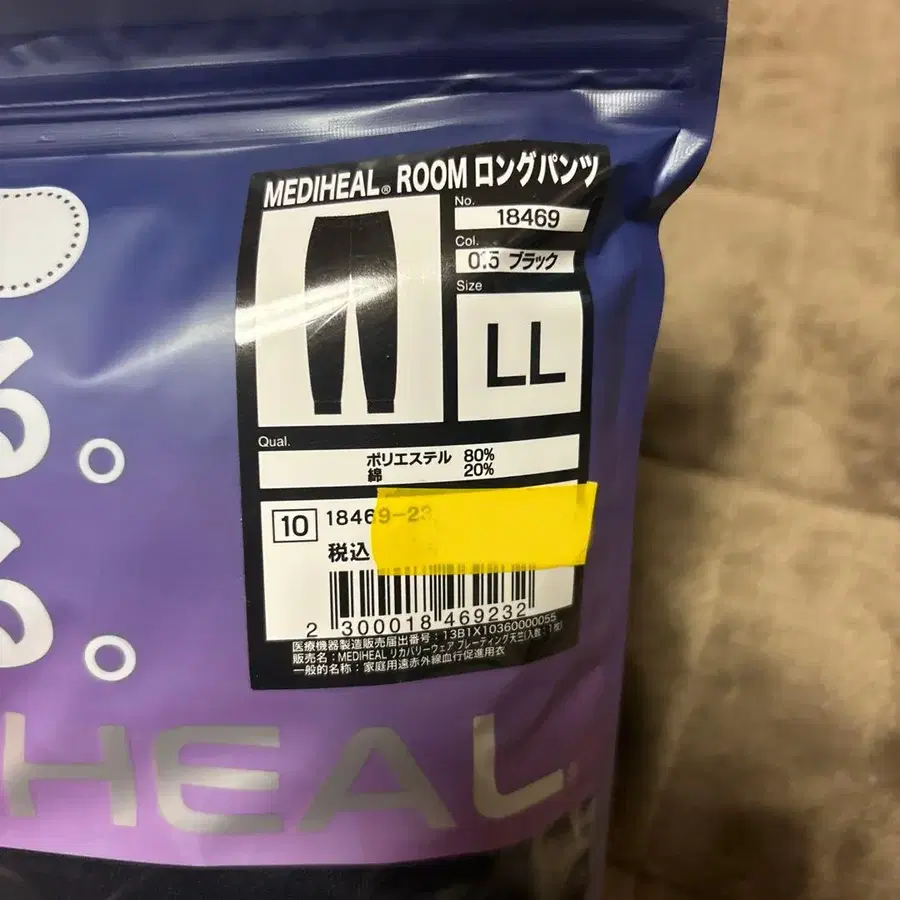 MEDIHEAL® ROOM ロングパンツ
No.
18469
Col.
0.5 ブラック
Size
LL
Qual.
ポリエステル 80%
綿 20%
10 18469-23
税込
2 300018 469232
医療機器製造販売届出番号：13B1X10360000055
販売名：MEDIHEAL リカバリーウェア プレーティング天竺(入数：1枚)
一般的名称：家庭用遠赤外線血行促進用衣
HEAL®